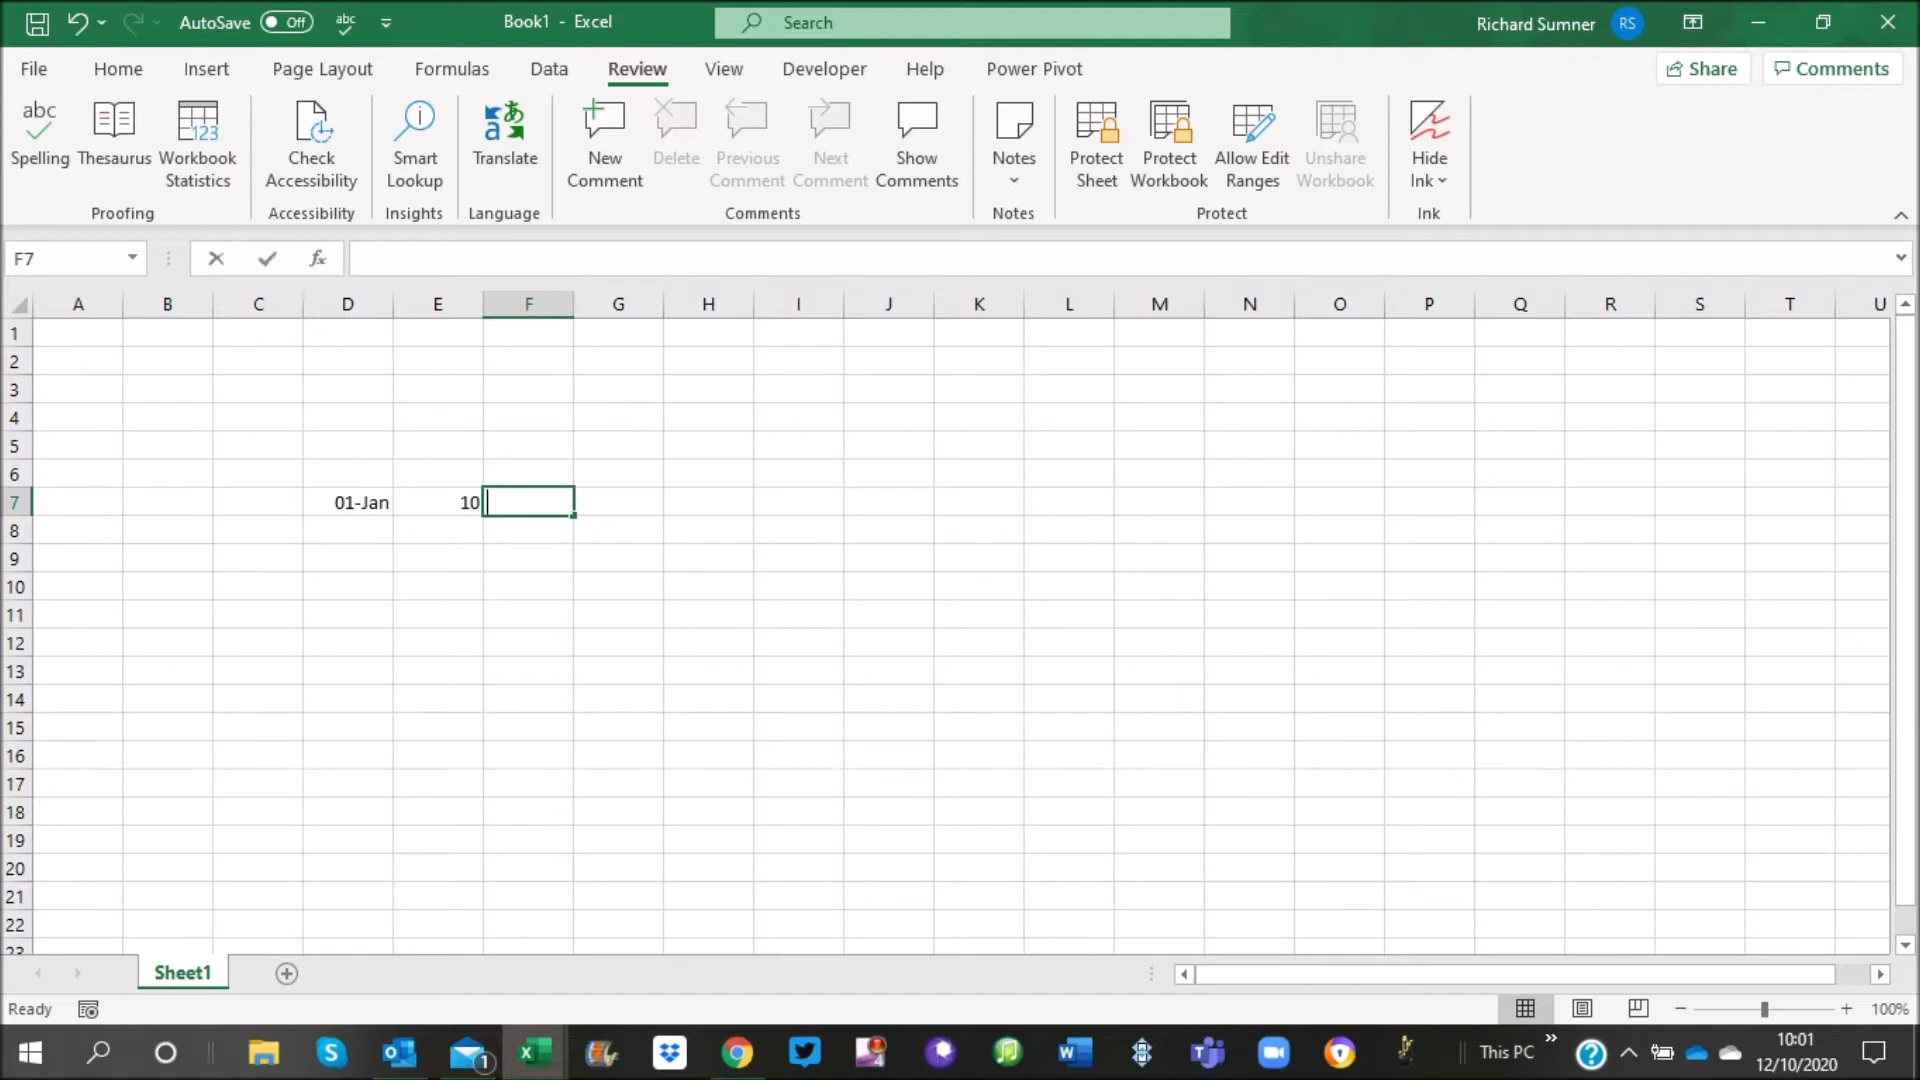 AutoSave Off abc Book1 - Excel Search Richard Sumner RS
File Home Insert Page Layout Formulas Data Review View Developer Help Power Pivot Share Comments
abc 123
Spelling Thesaurus Workbook Statistics Check Accessibility Smart Lookup Translate New Comment Delete Previous Comment Next Comment Show Comments Notes Protect Sheet Protect Workbook Allow Edit Ranges Unshare Workbook Hide Ink
Proofing Accessibility Insights Language Comments Notes Protect Ink
F7 fx
A B C D E F G H I J K L M N O P Q R S T U
1
2
3
4
5
6
7 01-Jan 10
8
9
10
11
12
13
14
15
16
17
18
19
20
21
22
23
Sheet1
Ready 100%
1 This PC 10:01
12/10/2020